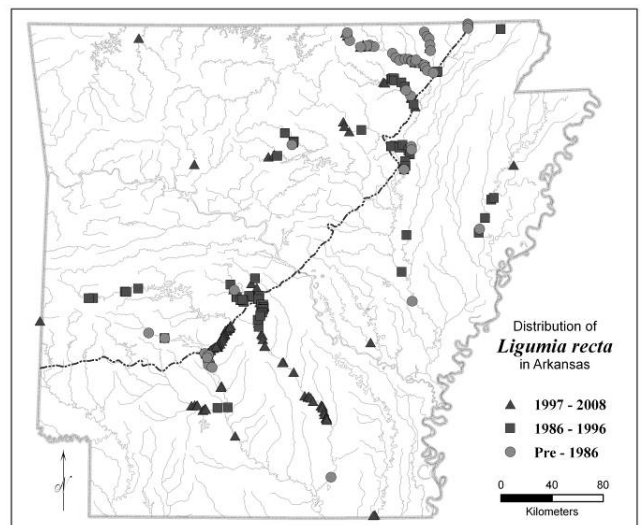 Distribution of
Ligumia recta
in Arkansas
1997 - 2008
1986 - 1996
Pre - 1986
0 40 80
Kilometers
N